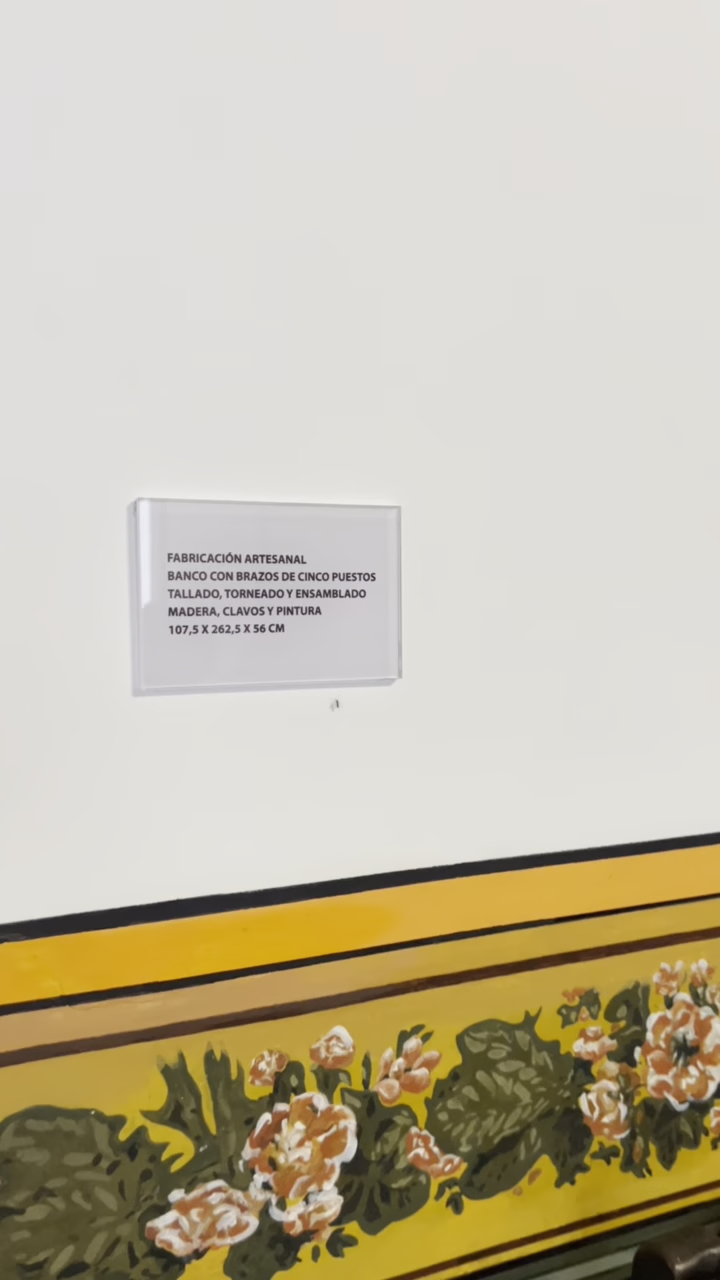 FABRICACIÓN ARTESANAL
BANCO CON BRAZOS DE CINCO PUESTOS
TALLADO, TORNEADO Y ENSAMBLADO
MADERA, CLAVOS Y PINTURA
107,5 X 262,5 X 56 CM